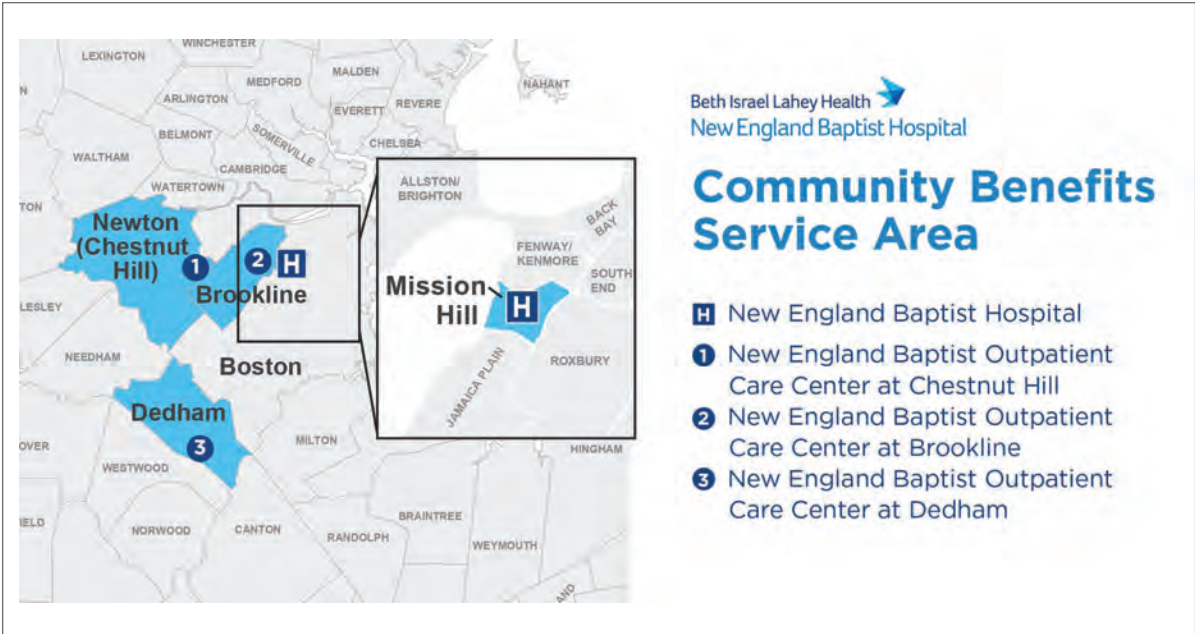 WINCHESTER
LEXINGTON
MALDEN
MEDFORD
NAHANT
N
ARLINGTON
EVERETT
REVERE
BELMONT
SOMERVILLE
CHELSEA
WALTHAM
CAMBRIDGE
WATERTOWN
TON
Newton
(Chestnut
Hill)
1
2
H
Brookline
LESLEY
NEEDHAM
Boston
Dedham
3
OVER
MILTON
WESTWOOD
HINGHAM
IELD
NORWOOD
CANTON
RANDOLPH
BRAINTREE
WEYMOUTH
AND
ALLSTON/
BRIGHTON
BACK
BAY
FENWAY/
KENMORE
SOUTH
END
Mission
Hill
H
ROXBURY
JAMAICA PLAIN
Beth Israel Lahey Health
New England Baptist Hospital
Community Benefits
Service Area
H New England Baptist Hospital
1 New England Baptist Outpatient
Care Center at Chestnut Hill
2 New England Baptist Outpatient
Care Center at Brookline
3 New England Baptist Outpatient
Care Center at Dedham